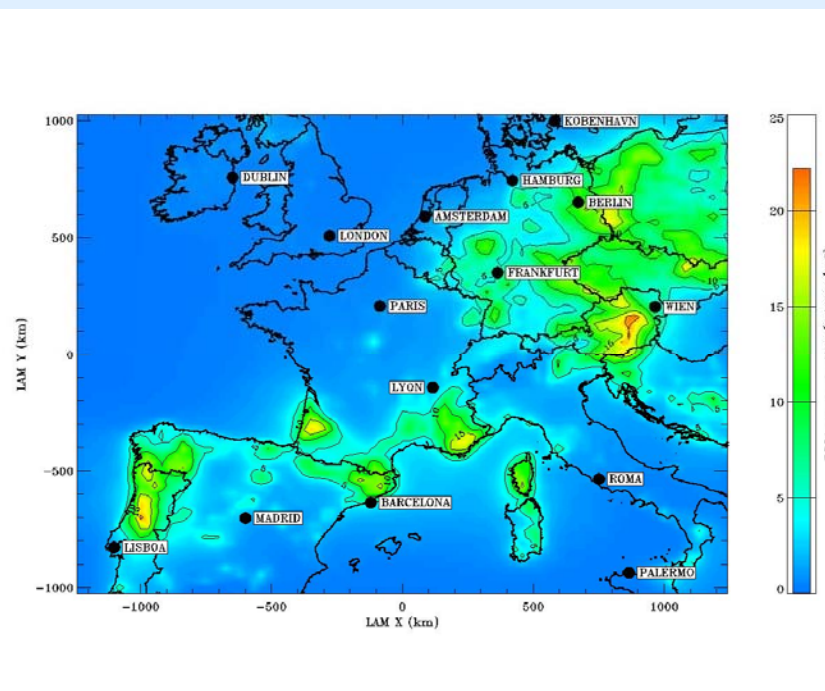 1000
500
0
−500
−1000
LAM Y (km)
KOBENHAVN
DUBLIN
HAMBURG
BERLIN
AMSTERDAM
LONDON
FRANKFURT
PARIS
WIEN
LYON
ROMA
BARCELONA
MADRID
LISBOA
PALERMO
−1000
−500
0
500
1000
LAM X (km)
25
20
15
10
5
0